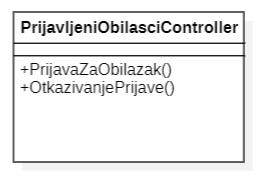 PrijavljeniObilasciController
+PrijavaZaObilazak()
+OtkazivanjePrijave()